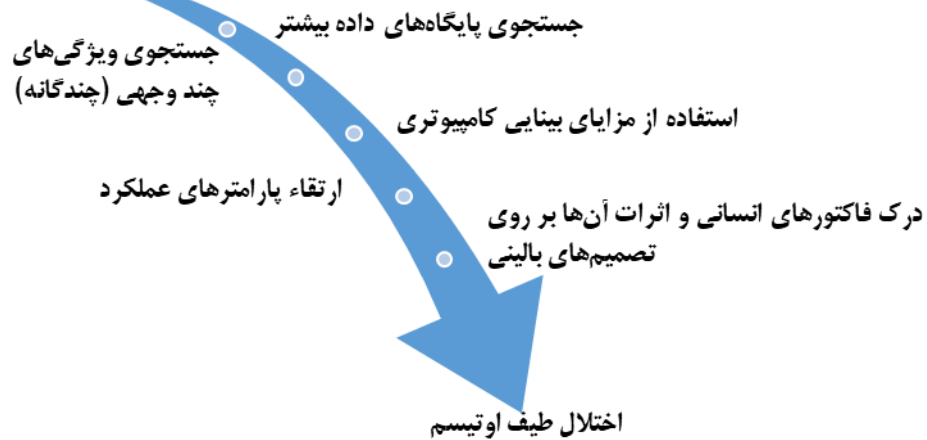 جستجوی پایگاه‌های داده بیشتر
جستجوی ویژگی‌های
چند وجهی (چندگانه)
استفاده از مزایای بینایی کامپیوتری
ارتقاء پارامترهای عملکرد
درک فاکتورهای انسانی و اثرات آن‌ها بر روی
تصمیم‌های بالینی
اختلال طیف اوتیسم